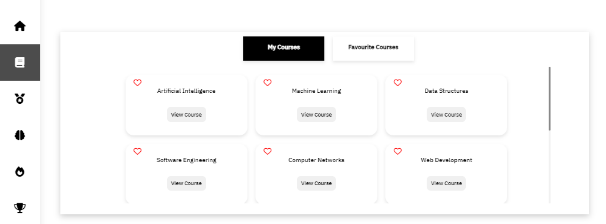 My Courses Favourite Courses
Artificial Intelligence Machine Learning Data Structures
View Course View Course View Course
Software Engineering Computer Networks Web Development
View Course View Course View Course